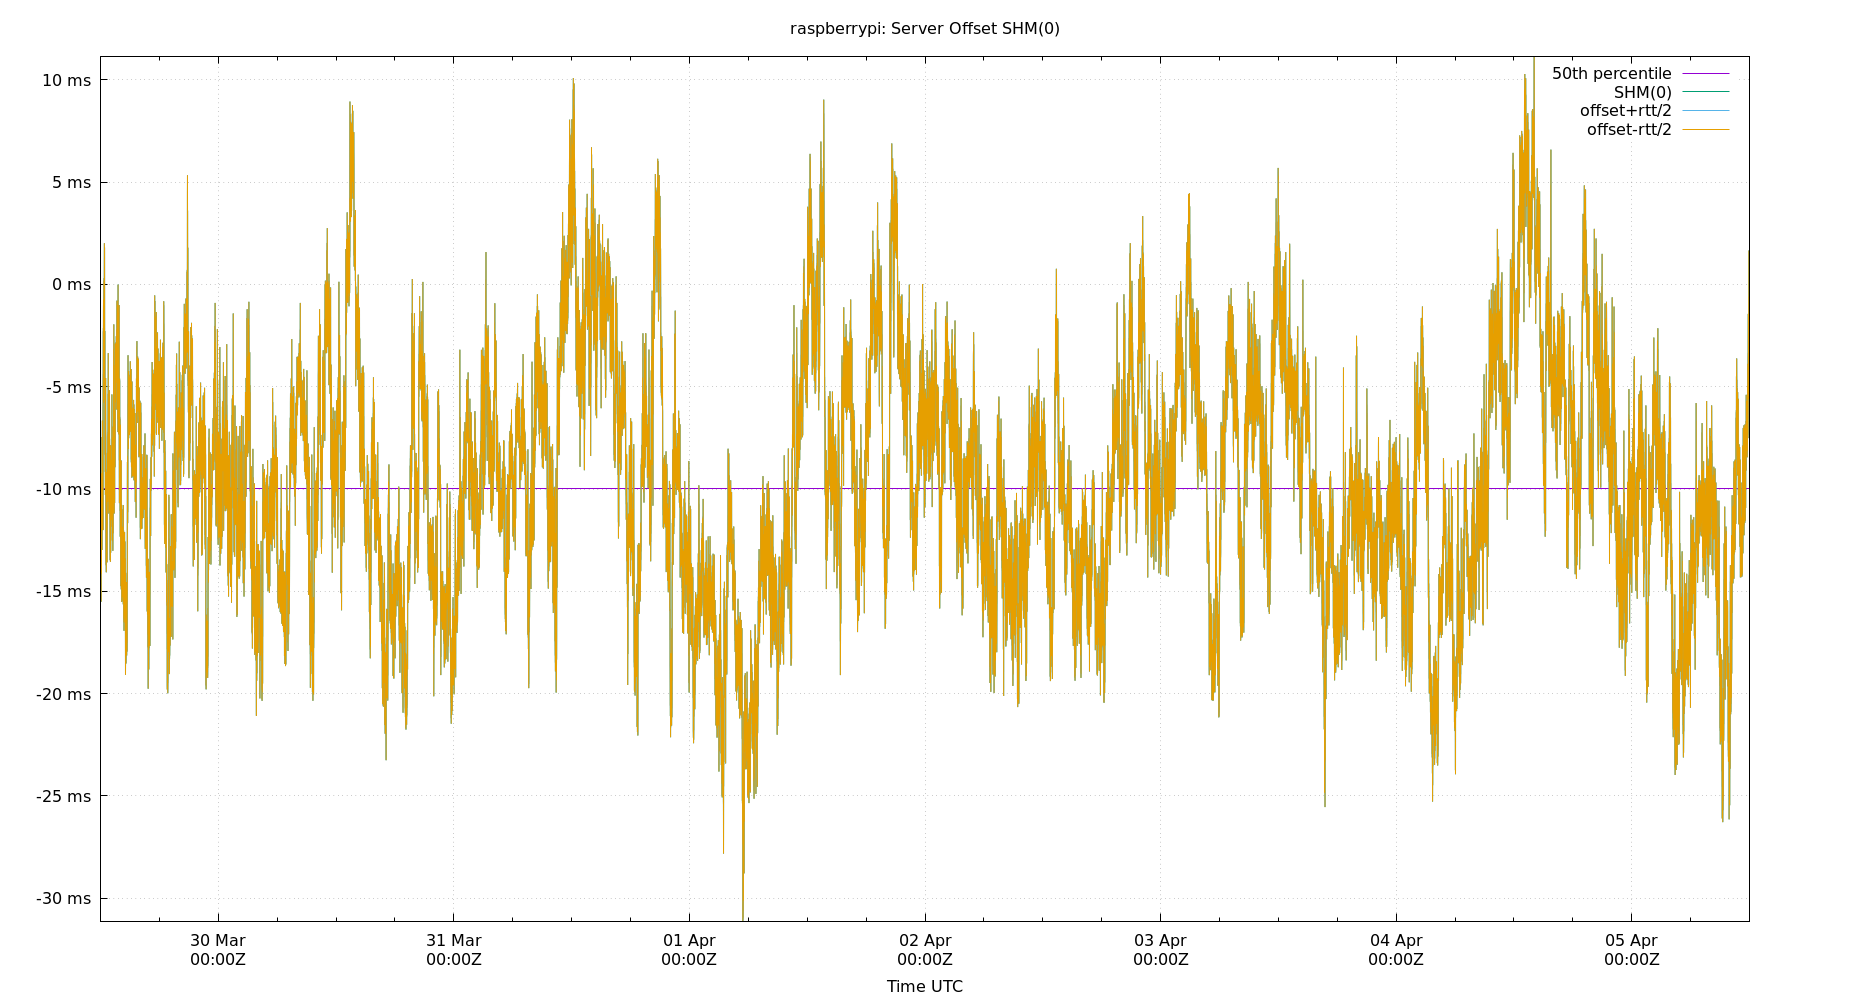 raspberrypi: Server Offset SHM(0)
50th percentile
SHM(0)
offset+rtt/2
offset-rtt/2
10 ms
5 ms
0 ms
-5 ms
-10 ms
-15 ms
-20 ms
-25 ms
-30 ms
30 Mar 31 Mar 01 Apr 02 Apr 03 Apr 04 Apr 05 Apr
00:00Z 00:00Z 00:00Z 00:00Z 00:00Z 00:00Z 00:00Z
Time UTC